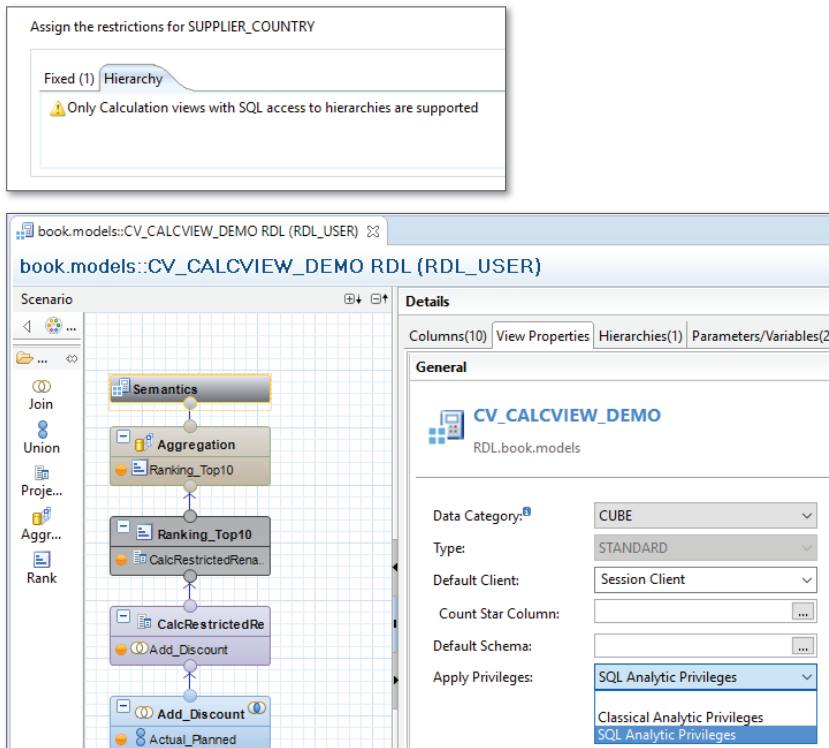 Assign the restrictions for SUPPLIER_COUNTRY
Fixed (1) Hierarchy
Only Calculation views with SQL access to hierarchies are supported
book.models::CV_CALCVIEW_DEMO RDL (RDL_USER)
book.models::CV_CALCVIEW_DEMO RDL (RDL_USER)
Scenario
Details
...
Columns(10) View Properties Hierarchies(1) Parameters/Variables(2
...
General
Join
Semantics
CV_CALCVIEW_DEMO
RDL.book.models
Union
Aggregation
Ranking_Top10
Proje...
Data Category: CUBE
Aggr...
Ranking_Top10
Type: STANDARD
CalcRestrictedRena..
Rank
Default Client: Session Client
Count Star Column: ...
CalcRestrictedRe
Add_Discount
Default Schema: ...
Apply Privileges: SQL Analytic Privileges
Add_Discount
Classical Analytic Privileges
Actual_Planned
SQL Analytic Privileges